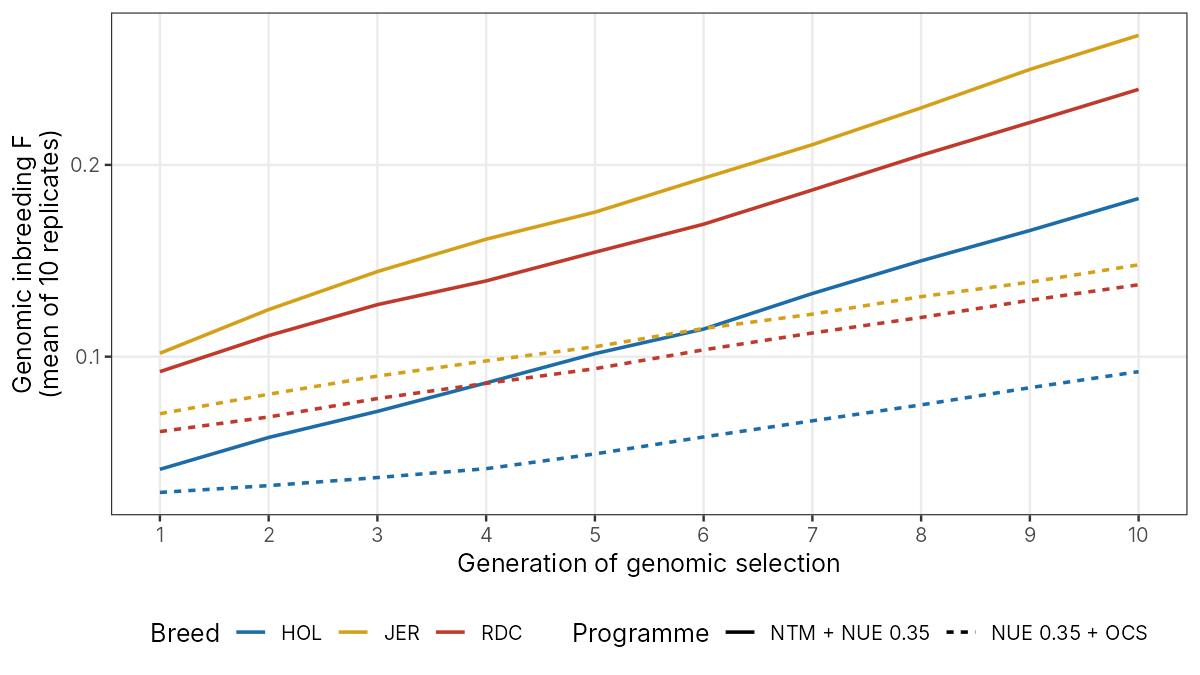 Genomic inbreeding F
(mean of 10 replicates)
0.2
0.1
1 2 3 4 5 6 7 8 9 10
Generation of genomic selection
Breed HOL JER RDC Programme NTM + NUE 0.35 NUE 0.35 + OCS